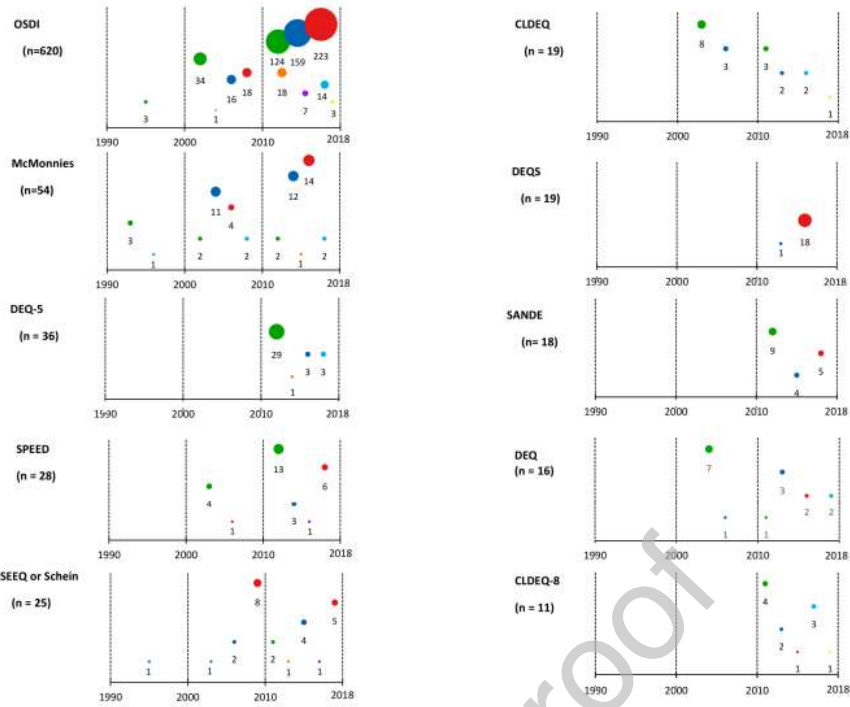 OSDI
(n=620)
124 159 223
34
16 18 18 14
7
3 1 3
1990 2000 2010 2018
McMonnies
(n=54)
14
12
11
4
3
1 2 2 2 1 2
1990 2000 2010 2018
DEQ-5
(n = 36)
29
3 3
1
1990 2000 2010 2018
SPEED
(n = 28)
13
6
4
3
1 1
1990 2000 2010 2018
SEEQ or Schein
(n = 25)
8
5
4
2 2
1 1 1 1
1990 2000 2010 2018
CLDEQ
(n = 19)
8
3 3
2 2
1
1990 2000 2010 2018
DEQS
(n = 19)
18
1
1990 2000 2010 2018
SANDE
(n= 18)
9
5
4
1990 2000 2010 2018
DEQ
(n = 16)
7
3
2 2
1 1
1990 2000 2010 2018
CLDEQ-8
(n = 11)
4
3
2
1 1
1990 2000 2010 2018
roof